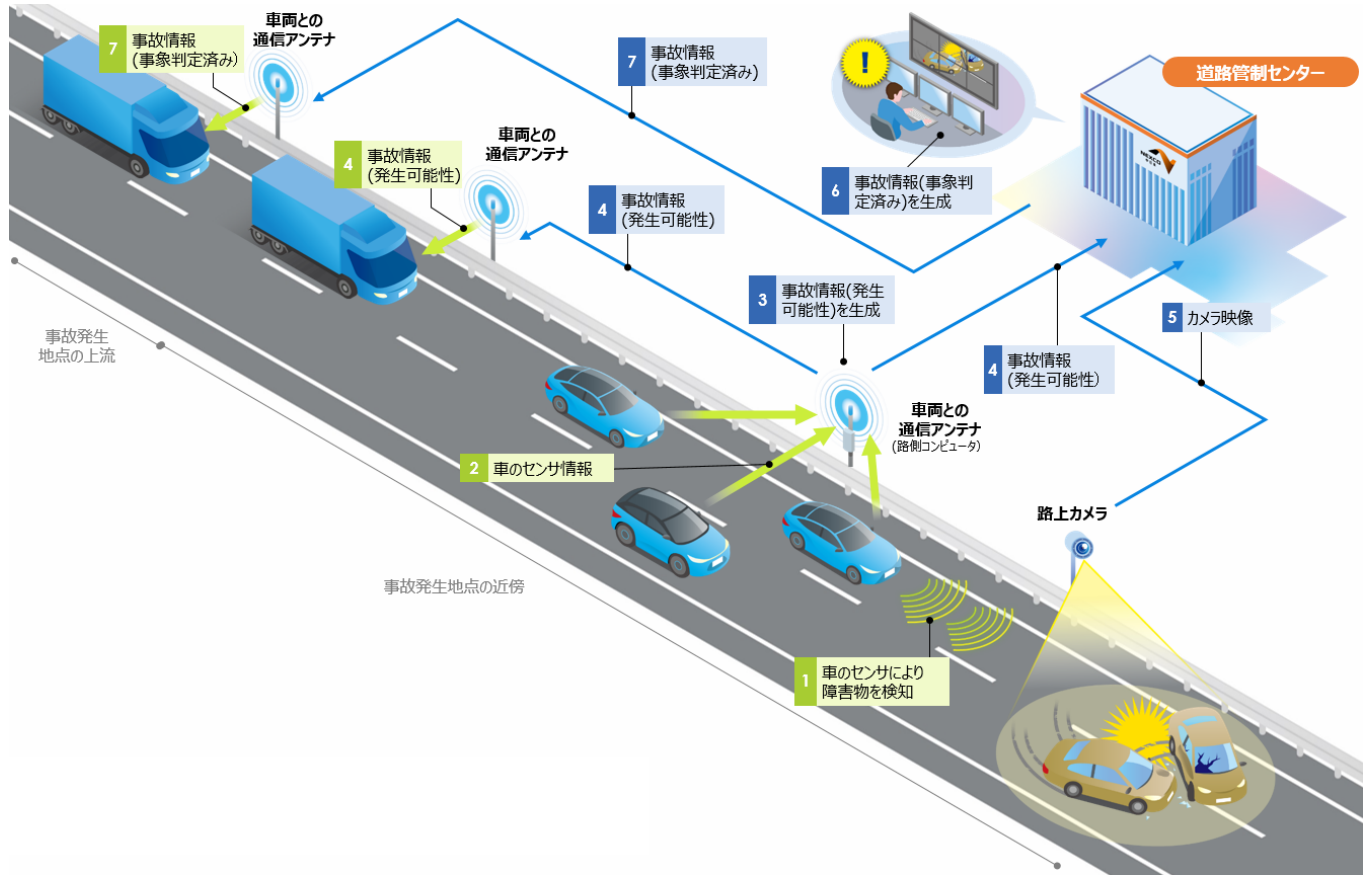 車両との
通信アンテナ
7
事故情報
(事象判定済み)
7
事故情報
(事象判定済み)
道路管制センター
NEXCO
車両との
通信アンテナ
4
事故情報
(発生可能性)
4
事故情報
(発生可能性)
6
事故情報(事象判
定済み)を生成
3
事故情報(発生
可能性)を生成
5
カメラ映像
4
事故情報
(発生可能性)
事故発生
地点の上流
車両との
通信アンテナ
(路側コンピュータ)
2
車のセンサ情報
路上カメラ
事故発生地点の近傍
1
車のセンサにより
障害物を検知